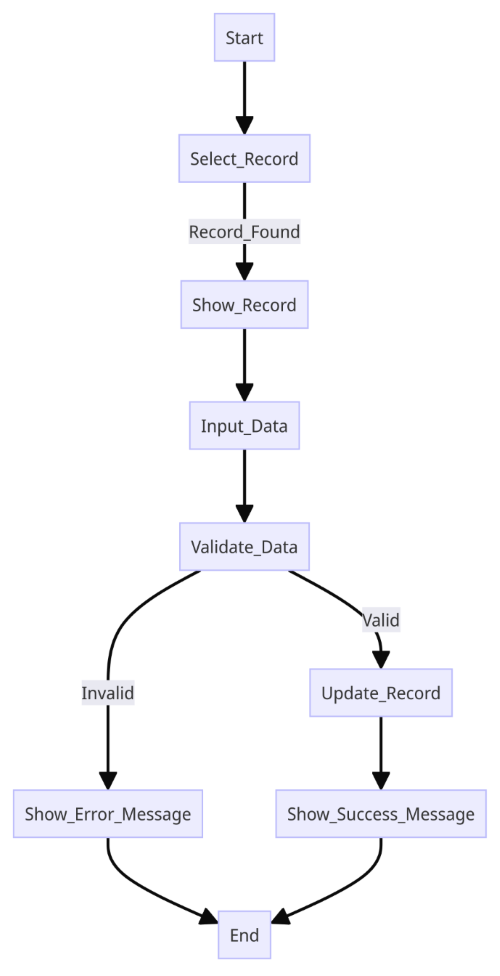 Start
Select_Record
Record_Found
Show_Record
Input_Data
Validate_Data
Valid
Invalid
Update_Record
Show_Error_Message
Show_Success_Message
End